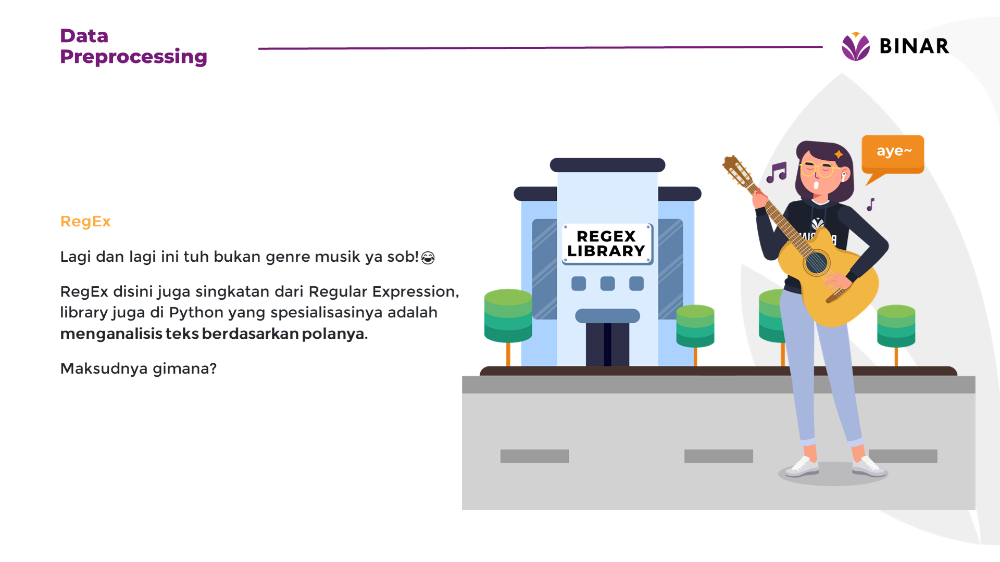 Data
Preprocessing
BINAR
aye~
REGEX
LIBRARY
RegEx
Lagi dan lagi ini tuh bukan genre musik ya sob!😂
RegEx disini juga singkatan dari Regular Expression,
library juga di Python yang spesialisasinya adalah
menganalisis teks berdasarkan polanya.
Maksudnya gimana?